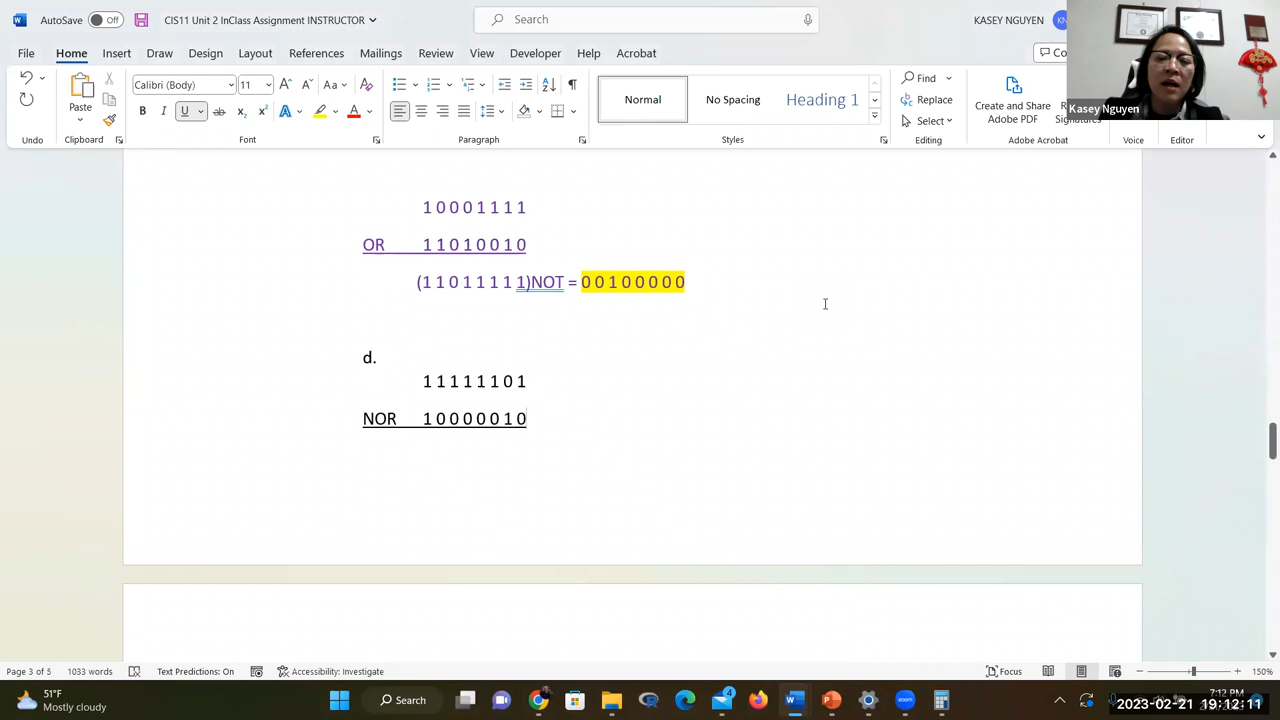 AutoSave Off CIS11 Unit 2 InClass Assignment INSTRUCTOR Search KASEY NGUYEN KN
File Home Insert Draw Design Layout References Mailings Review View Developer Help Acrobat Co
Calibri (Body) 11 Aa Find
Paste Normal No Spacing Heading 1 Replace Create and Share
B I U ab x x A Select Adobe PDF Signatures
Kasey Nguyen
Undo Clipboard Font Paragraph Styles Editing Adobe Acrobat Voice Editor
1 0 0 0 1 1 1 1
OR 1 1 0 1 0 0 1 0
(1 1 0 1 1 1 1 1)NOT = 0 0 1 0 0 0 0 0
d.
1 1 1 1 1 1 0 1
NOR 1 0 0 0 0 0 1 0
Page 3 of 5 1033 words Text Predictions: On Accessibility: Investigate Focus 150%
51°F
Mostly cloudy
Search 4
7:12 PM
2023-02-21 19:12:11